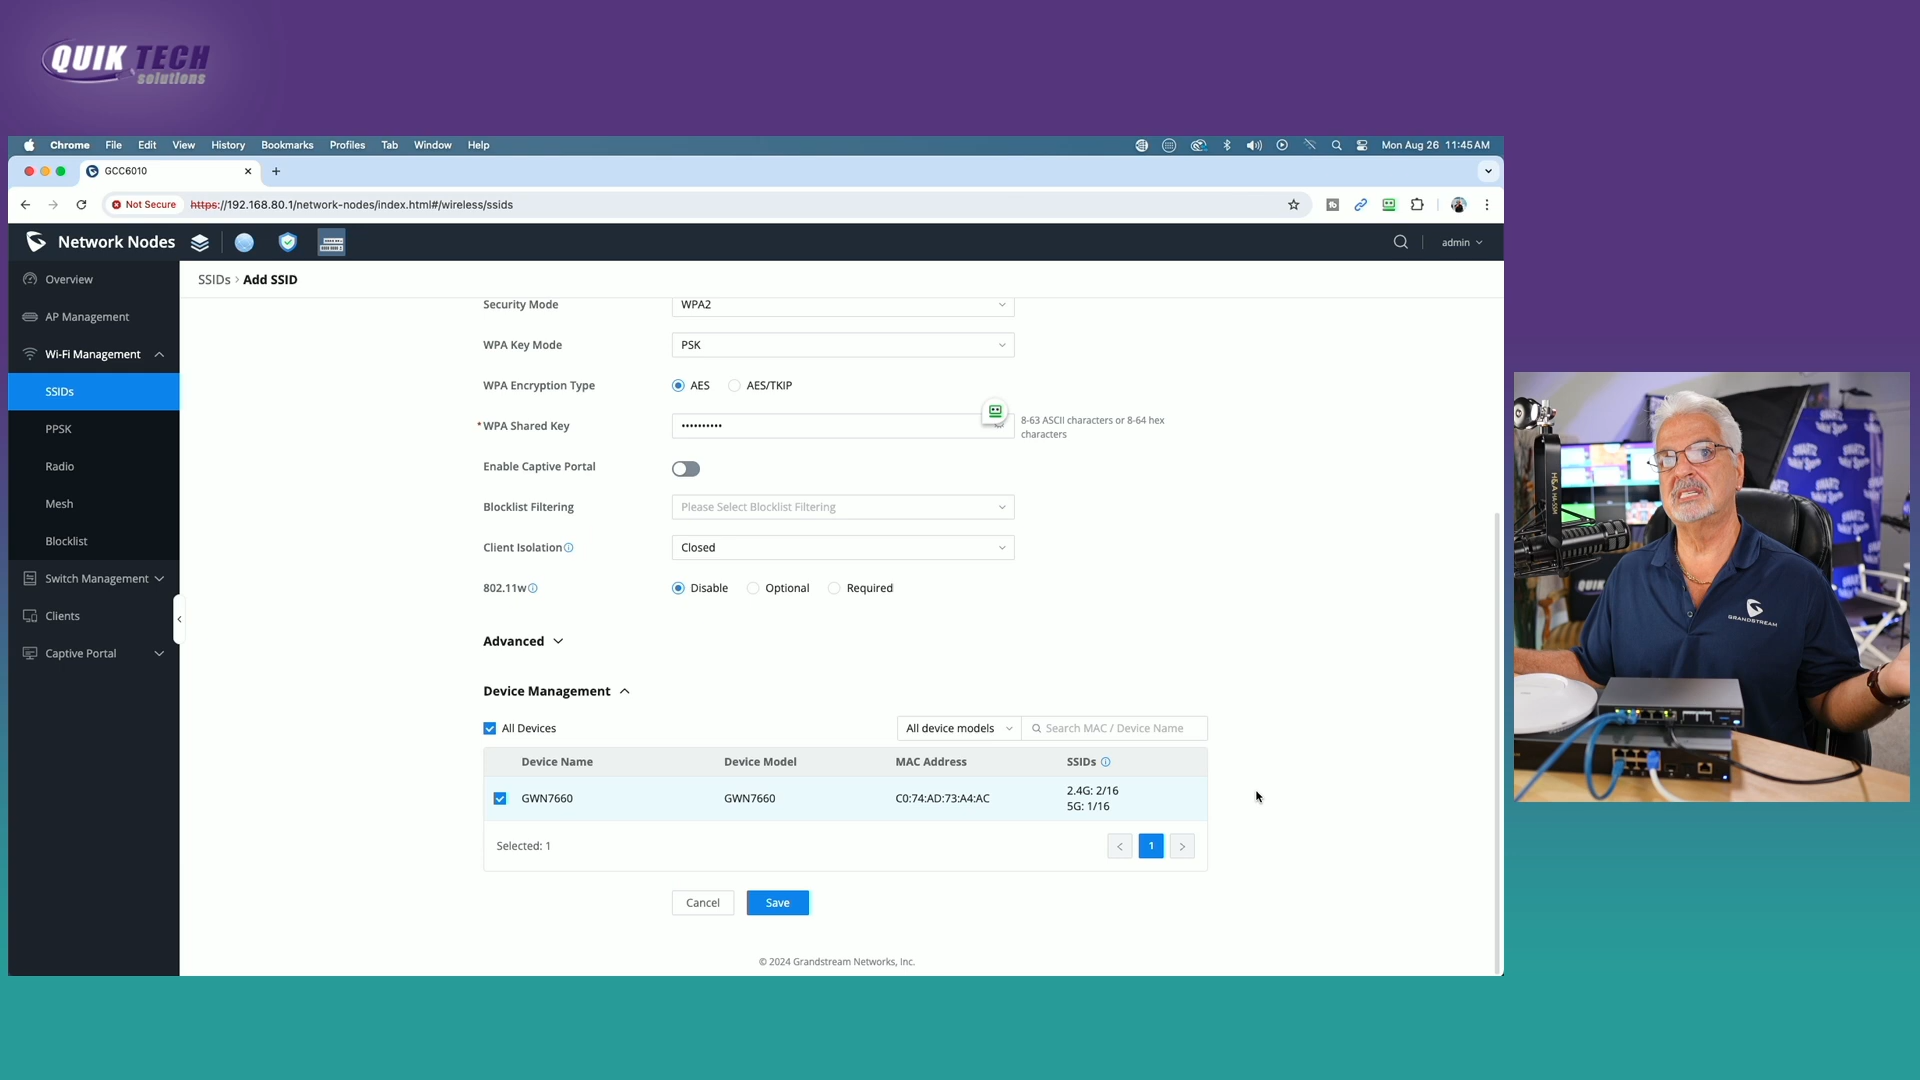 QUIK TECH
solutions
Chrome File Edit View History Bookmarks Profiles Tab Window Help
Mon Aug 26 11:45 AM
GCC6010
Not Secure https://192.168.80.1/network-nodes/index.html#/wireless/ssids
Network Nodes
admin
Overview
AP Management
Wi-Fi Management
SSIDs
PPSK
Radio
Mesh
Blocklist
Switch Management
Clients
Captive Portal
SSIDs › Add SSID
Security Mode WPA2
WPA Key Mode PSK
WPA Encryption Type AES AES/TKIP
*WPA Shared Key •••••••••• 8-63 ASCII characters or 8-64 hex
characters
Enable Captive Portal
Blocklist Filtering Please Select Blocklist Filtering
Client Isolation Closed
802.11w Disable Optional Required
Advanced
Device Management
All Devices All device models Search MAC / Device Name
Device Name Device Model MAC Address SSIDs
GWN7660 GWN7660 C0:74:AD:73:A4:AC 2.4G: 2/16
5G: 1/16
Selected: 1
< 1 >
Cancel Save
© 2024 Grandstream Networks, Inc.
GRANDSTREAM